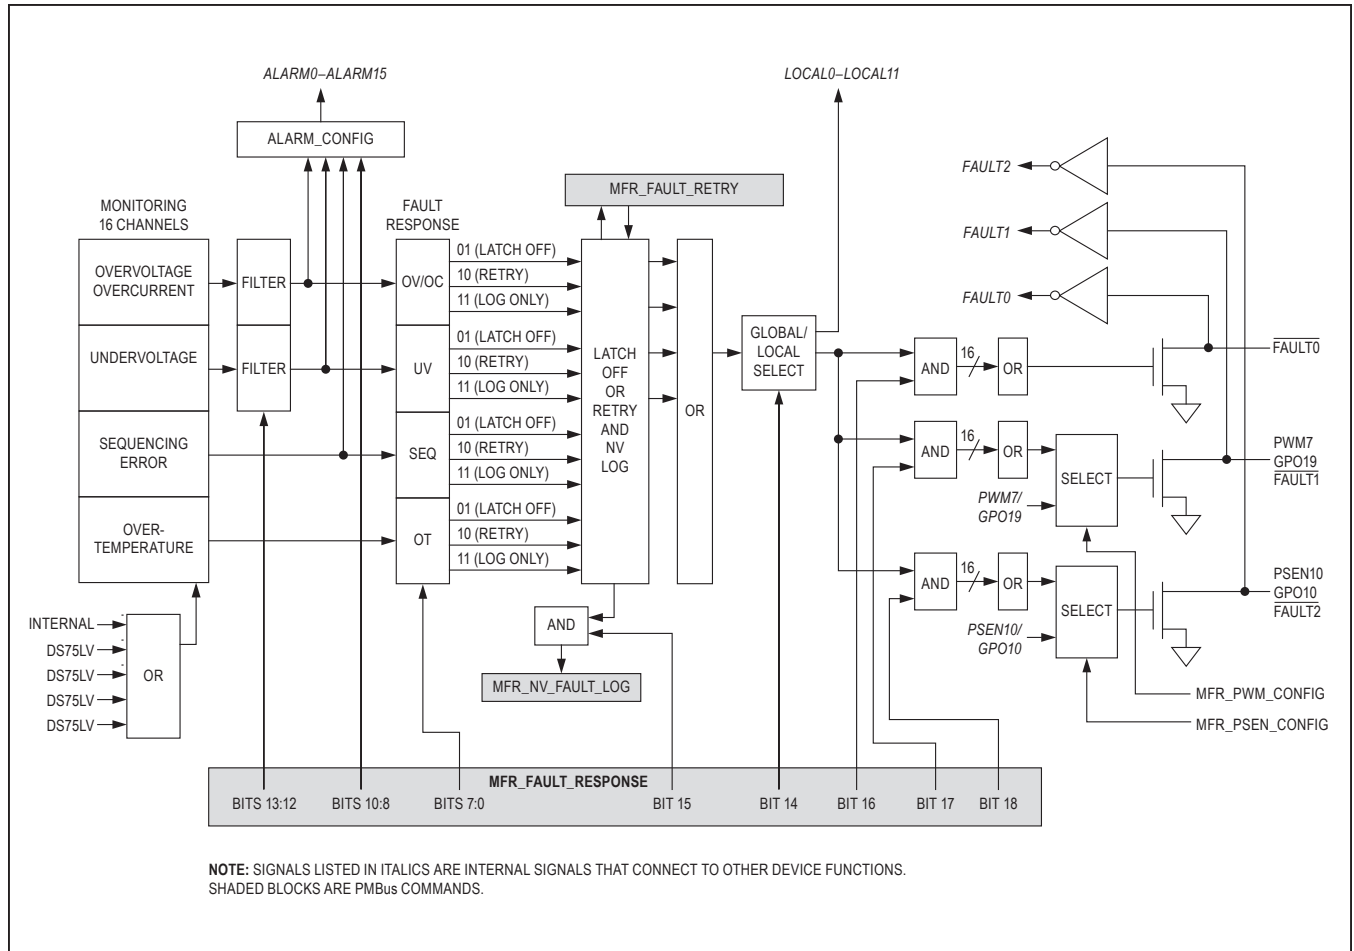 ALARM0–ALARM15
LOCAL0–LOCAL11
ALARM_CONFIG
FAULT2
MFR_FAULT_RETRY
MONITORING
16 CHANNELS
FAULT
RESPONSE
FAULT1
OVERVOLTAGE
OVERCURRENT
FILTER
OV/OC
01 (LATCH OFF)
10 (RETRY)
11 (LOG ONLY)
FAULT0
UNDERVOLTAGE
FILTER
UV
01 (LATCH OFF)
10 (RETRY)
11 (LOG ONLY)
LATCH
OFF
OR
RETRY
AND
NV
LOG
OR
GLOBAL/
LOCAL
SELECT
AND
16
OR
FAULT0
SEQUENCING
ERROR
SEQ
01 (LATCH OFF)
10 (RETRY)
11 (LOG ONLY)
AND
16
OR
SELECT
PWM7/
GPO19
PWM7
GPO19
FAULT1
OVER-
TEMPERATURE
OT
01 (LATCH OFF)
10 (RETRY)
11 (LOG ONLY)
AND
16
OR
SELECT
PSEN10/
GPO10
PSEN10
GPO10
FAULT2
INTERNAL
DS75LV
DS75LV
DS75LV
DS75LV
OR
AND
MFR_NV_FAULT_LOG
MFR_PWM_CONFIG
MFR_PSEN_CONFIG
MFR_FAULT_RESPONSE
BITS 13:12
BITS 10:8
BITS 7:0
BIT 15
BIT 14
BIT 16
BIT 17
BIT 18
NOTE: SIGNALS LISTED IN ITALICS ARE INTERNAL SIGNALS THAT CONNECT TO OTHER DEVICE FUNCTIONS.
SHADED BLOCKS ARE PMBus COMMANDS.